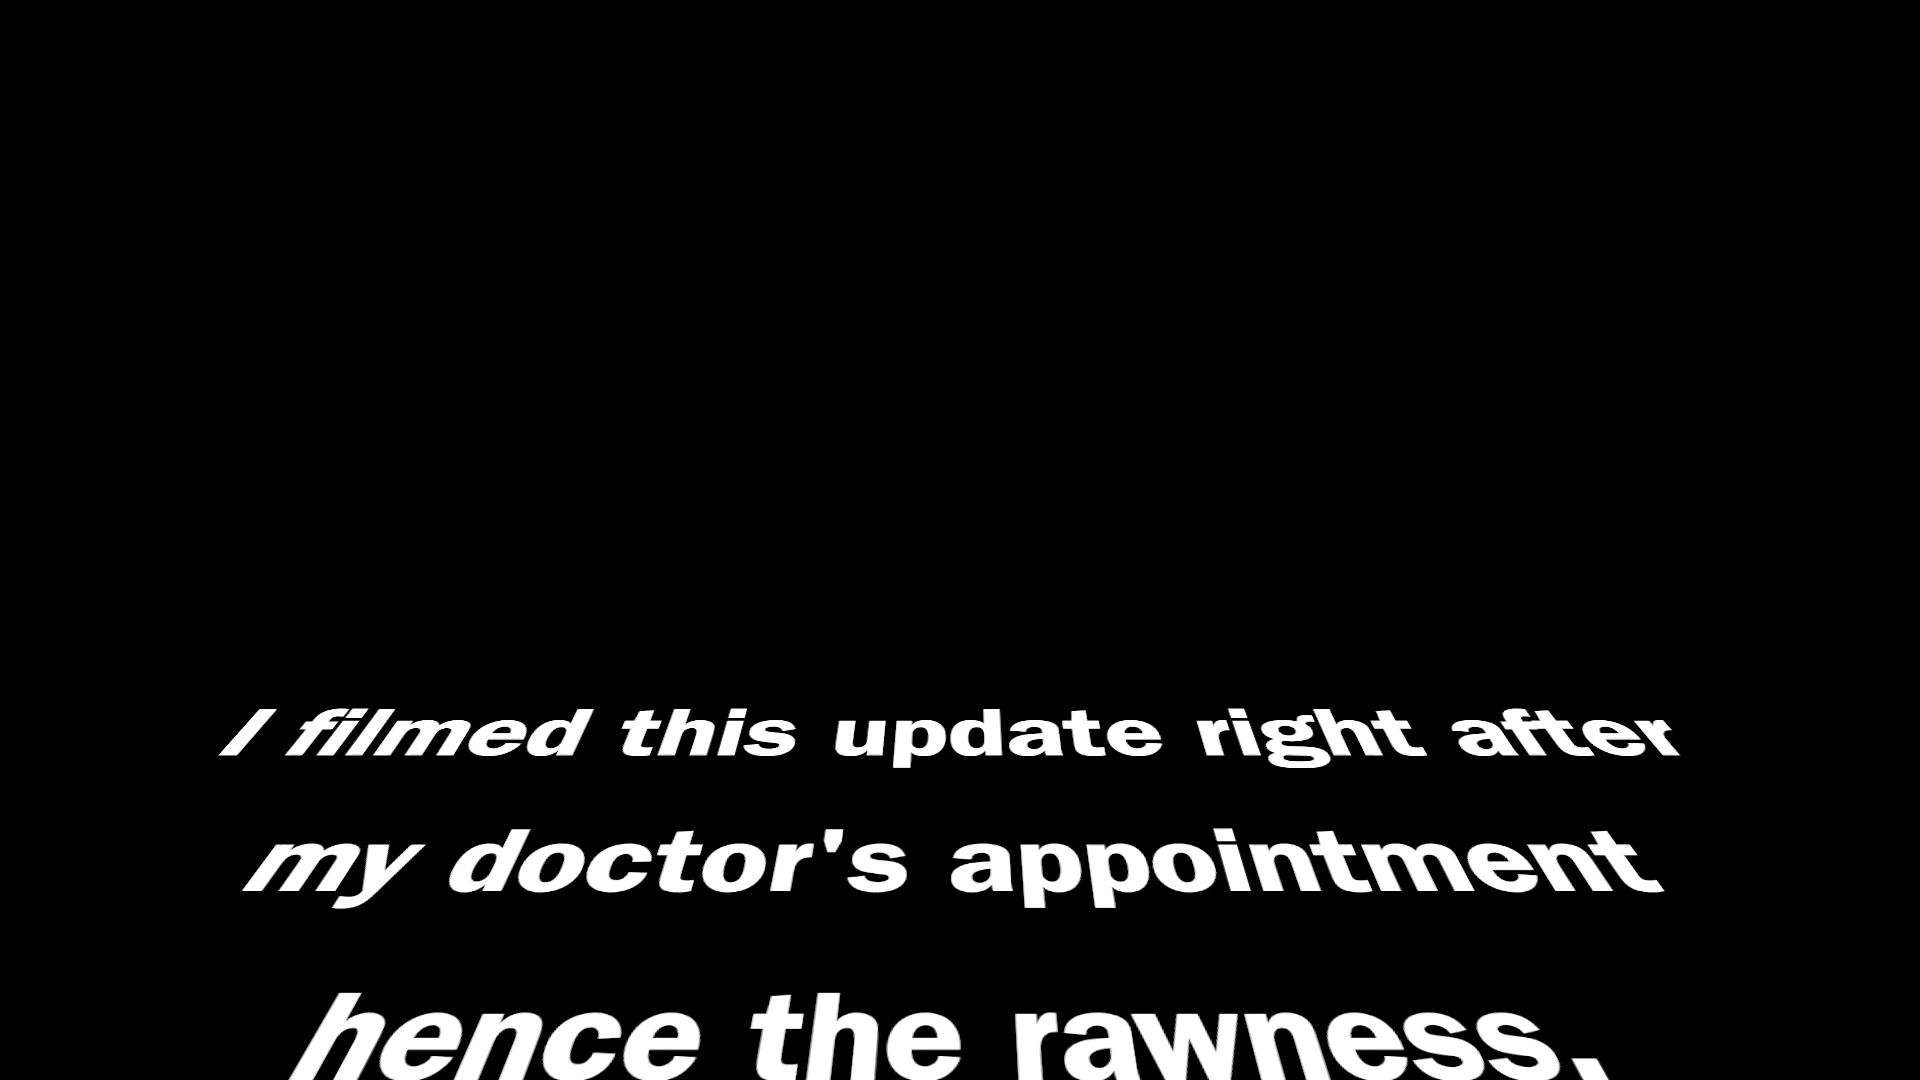 I filmed this update right after
my doctor's appointment
hence the rawness.